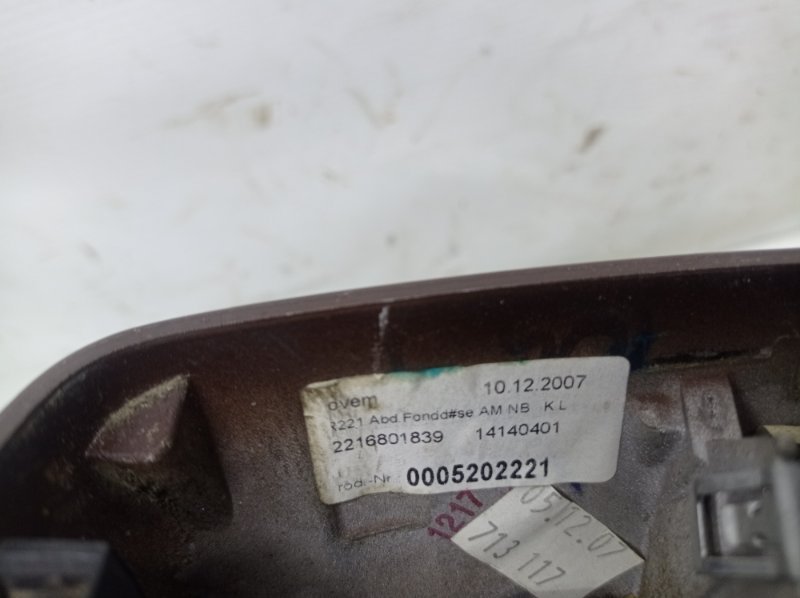 ovem 10.12.2007
R221 Abd.Fondd#se AM NB K L
2216801839 14140401
rod.-Nr 0005202221
1217
05.12.07
713 117